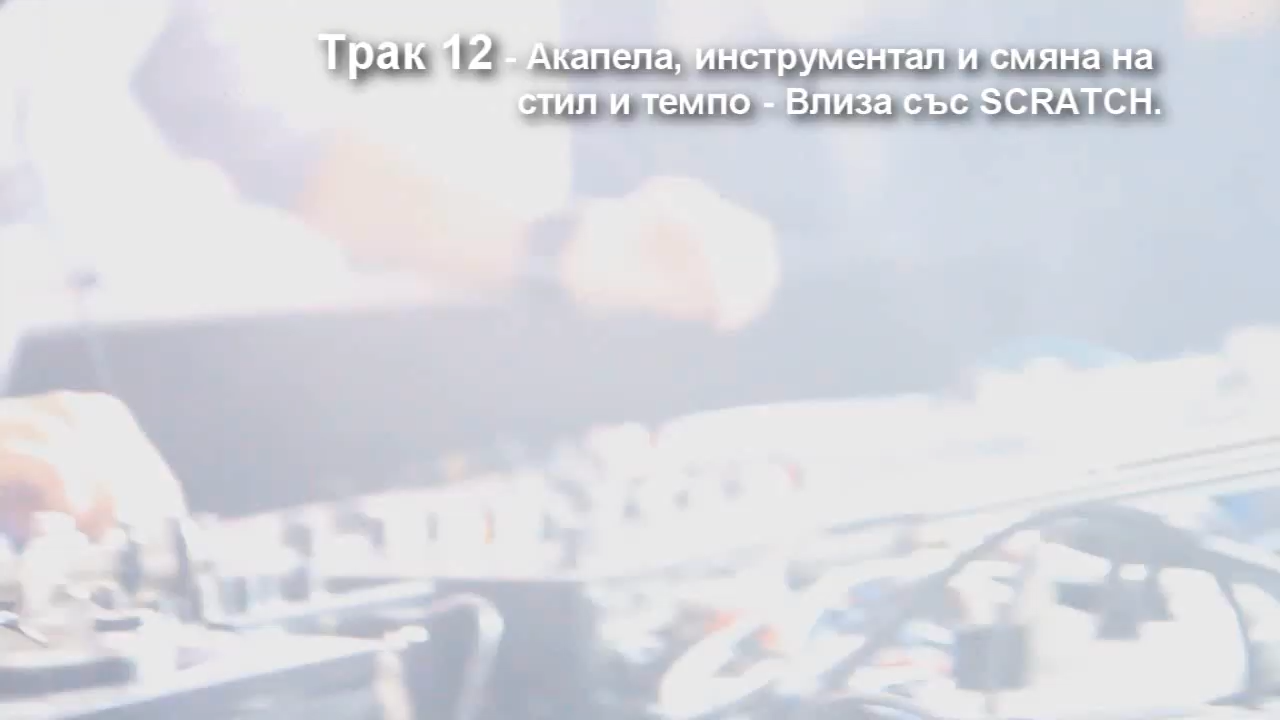 Трак 12 - Акапела, инструментал и смяна на
стил и темпо - Влиза със SCRATCH.